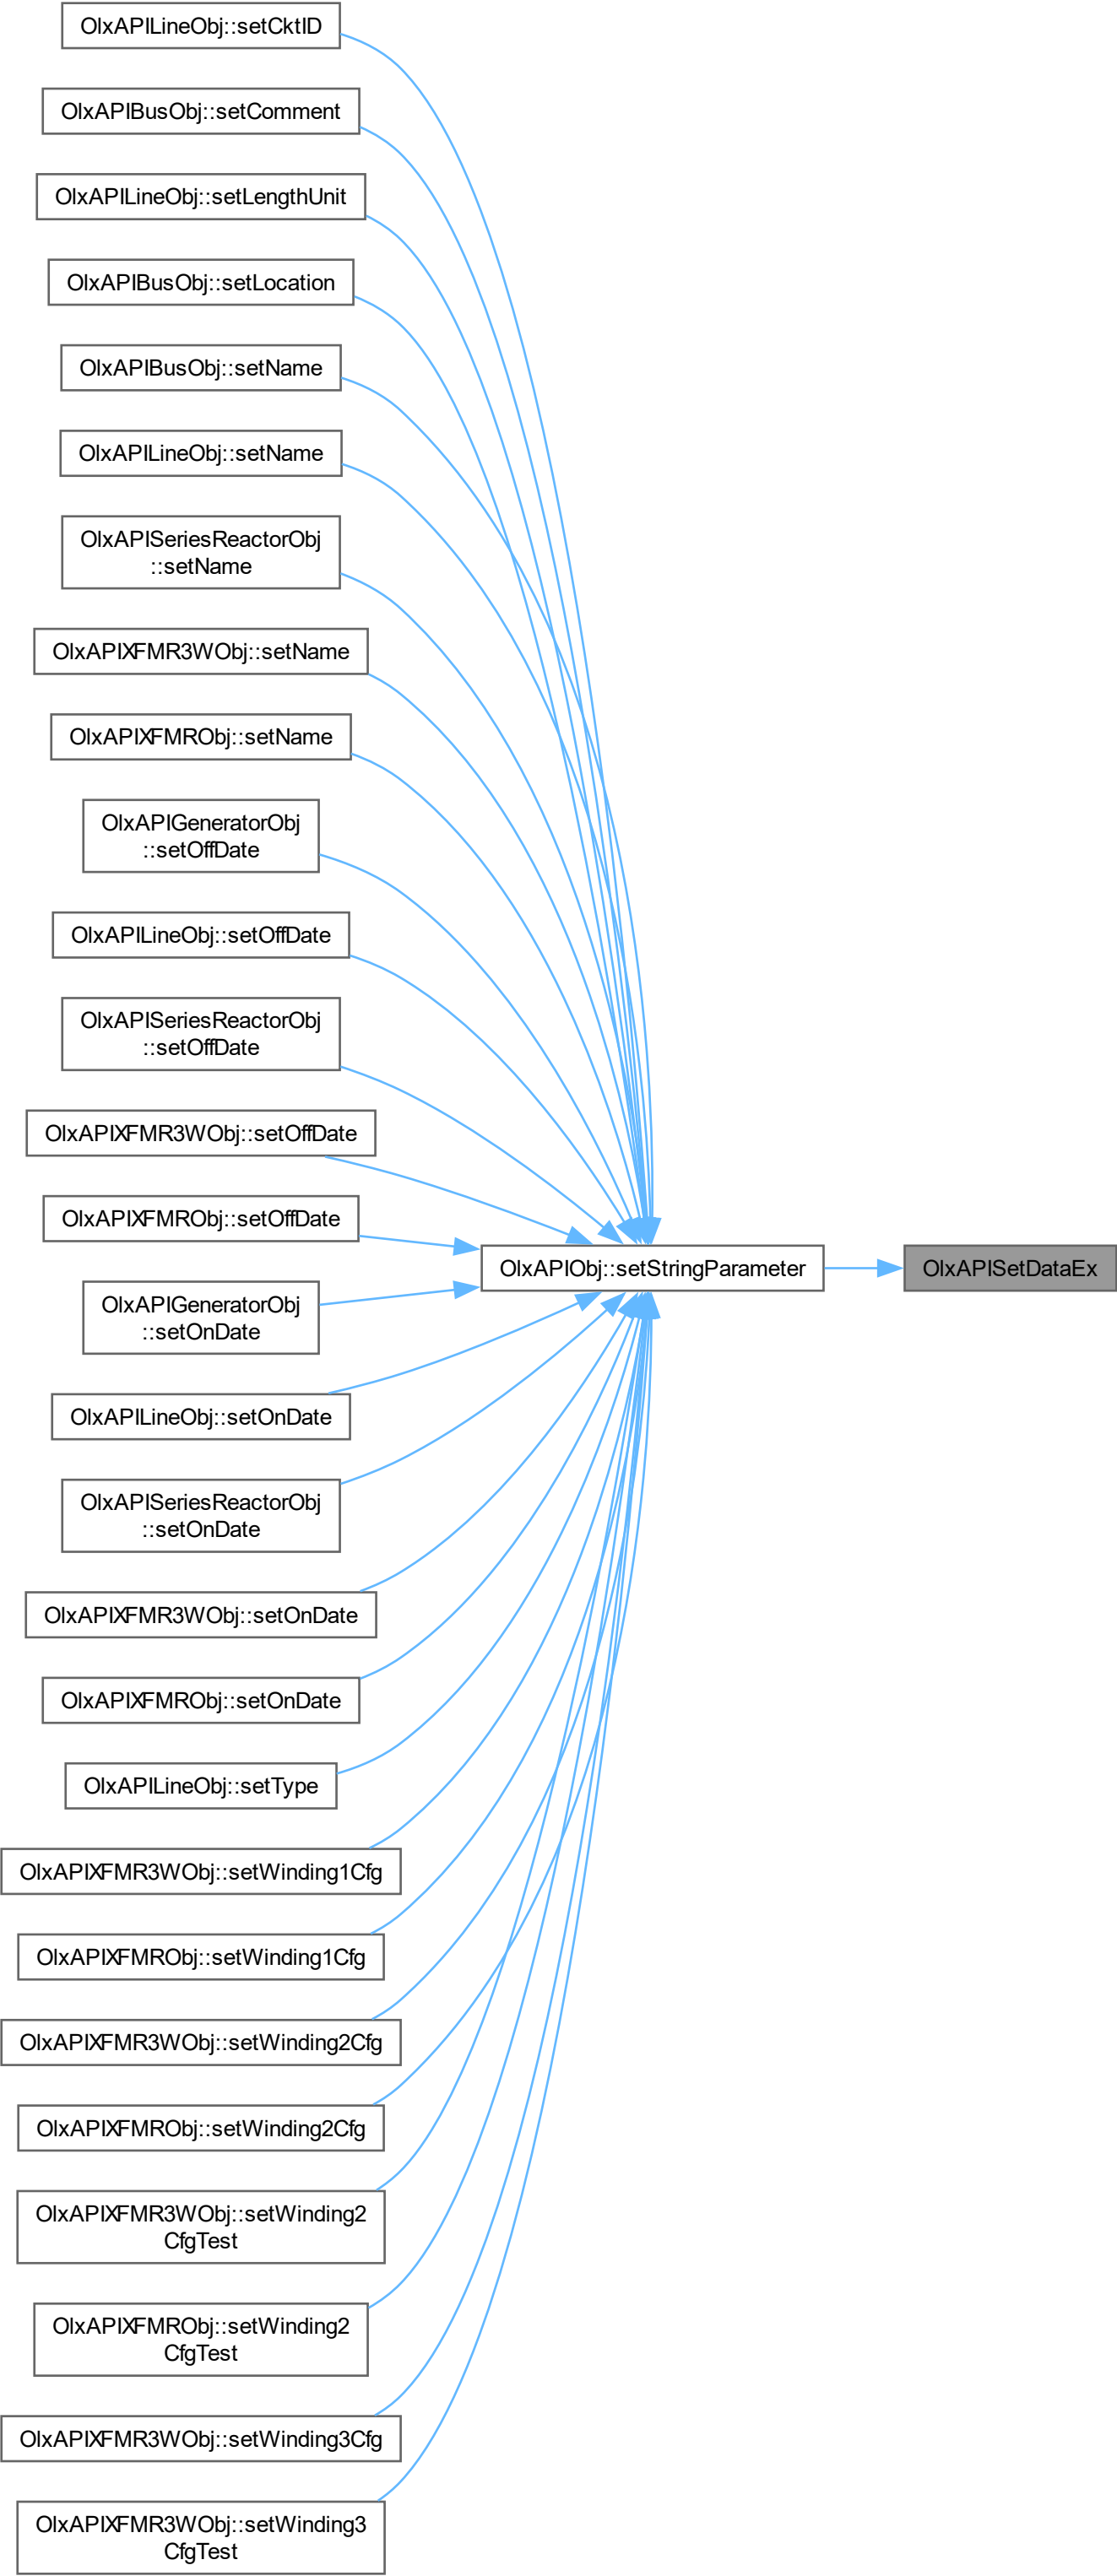 OlxAPILineObj::setCktID
OlxAPIBusObj::setComment
OlxAPILineObj::setLengthUnit
OlxAPIBusObj::setLocation
OlxAPIBusObj::setName
OlxAPILineObj::setName
OlxAPISeriesReactorObj
::setName
OlxAPIXFMR3WObj::setName
OlxAPIXFMRObj::setName
OlxAPIGeneratorObj
::setOffDate
OlxAPILineObj::setOffDate
OlxAPISeriesReactorObj
::setOffDate
OlxAPIXFMR3WObj::setOffDate
OlxAPIXFMRObj::setOffDate
OlxAPIObj::setStringParameter
OlxAPISetDataEx
OlxAPIGeneratorObj
::setOnDate
OlxAPILineObj::setOnDate
OlxAPISeriesReactorObj
::setOnDate
OlxAPIXFMR3WObj::setOnDate
OlxAPIXFMRObj::setOnDate
OlxAPILineObj::setType
OlxAPIXFMR3WObj::setWinding1Cfg
OlxAPIXFMRObj::setWinding1Cfg
OlxAPIXFMR3WObj::setWinding2Cfg
OlxAPIXFMRObj::setWinding2Cfg
OlxAPIXFMR3WObj::setWinding2
CfgTest
OlxAPIXFMRObj::setWinding2
CfgTest
OlxAPIXFMR3WObj::setWinding3Cfg
OlxAPIXFMR3WObj::setWinding3
CfgTest